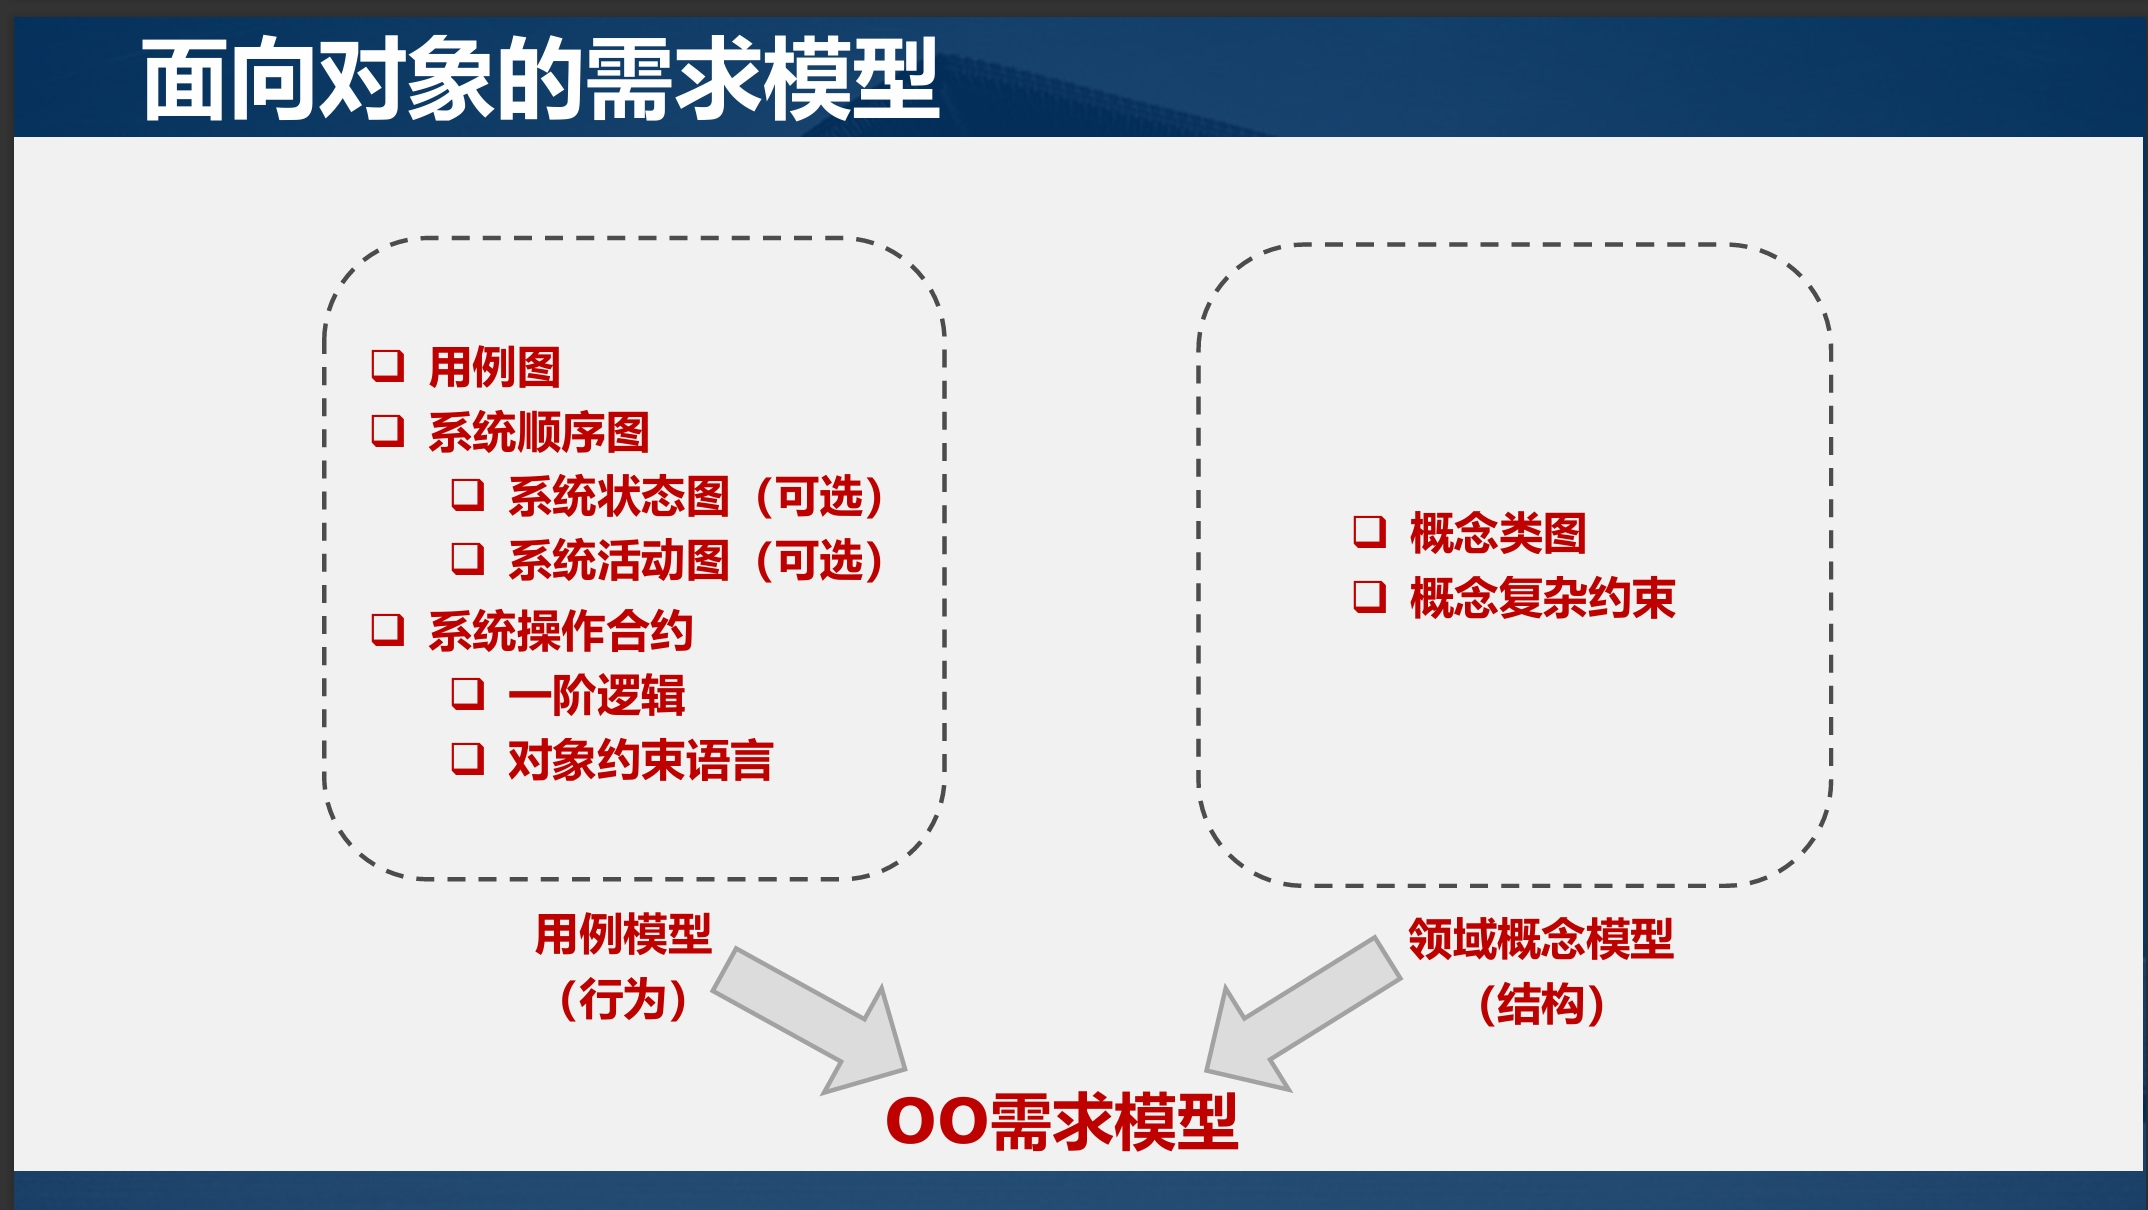 面向对象的需求模型
❑ 用例图
❑ 系统顺序图
❑ 系统状态图（可选）
❑ 系统活动图（可选）
❑ 系统操作合约
❑ 一阶逻辑
❑ 对象约束语言
用例模型
（行为）
❑ 概念类图
❑ 概念复杂约束
领域概念模型
（结构）
OO需求模型